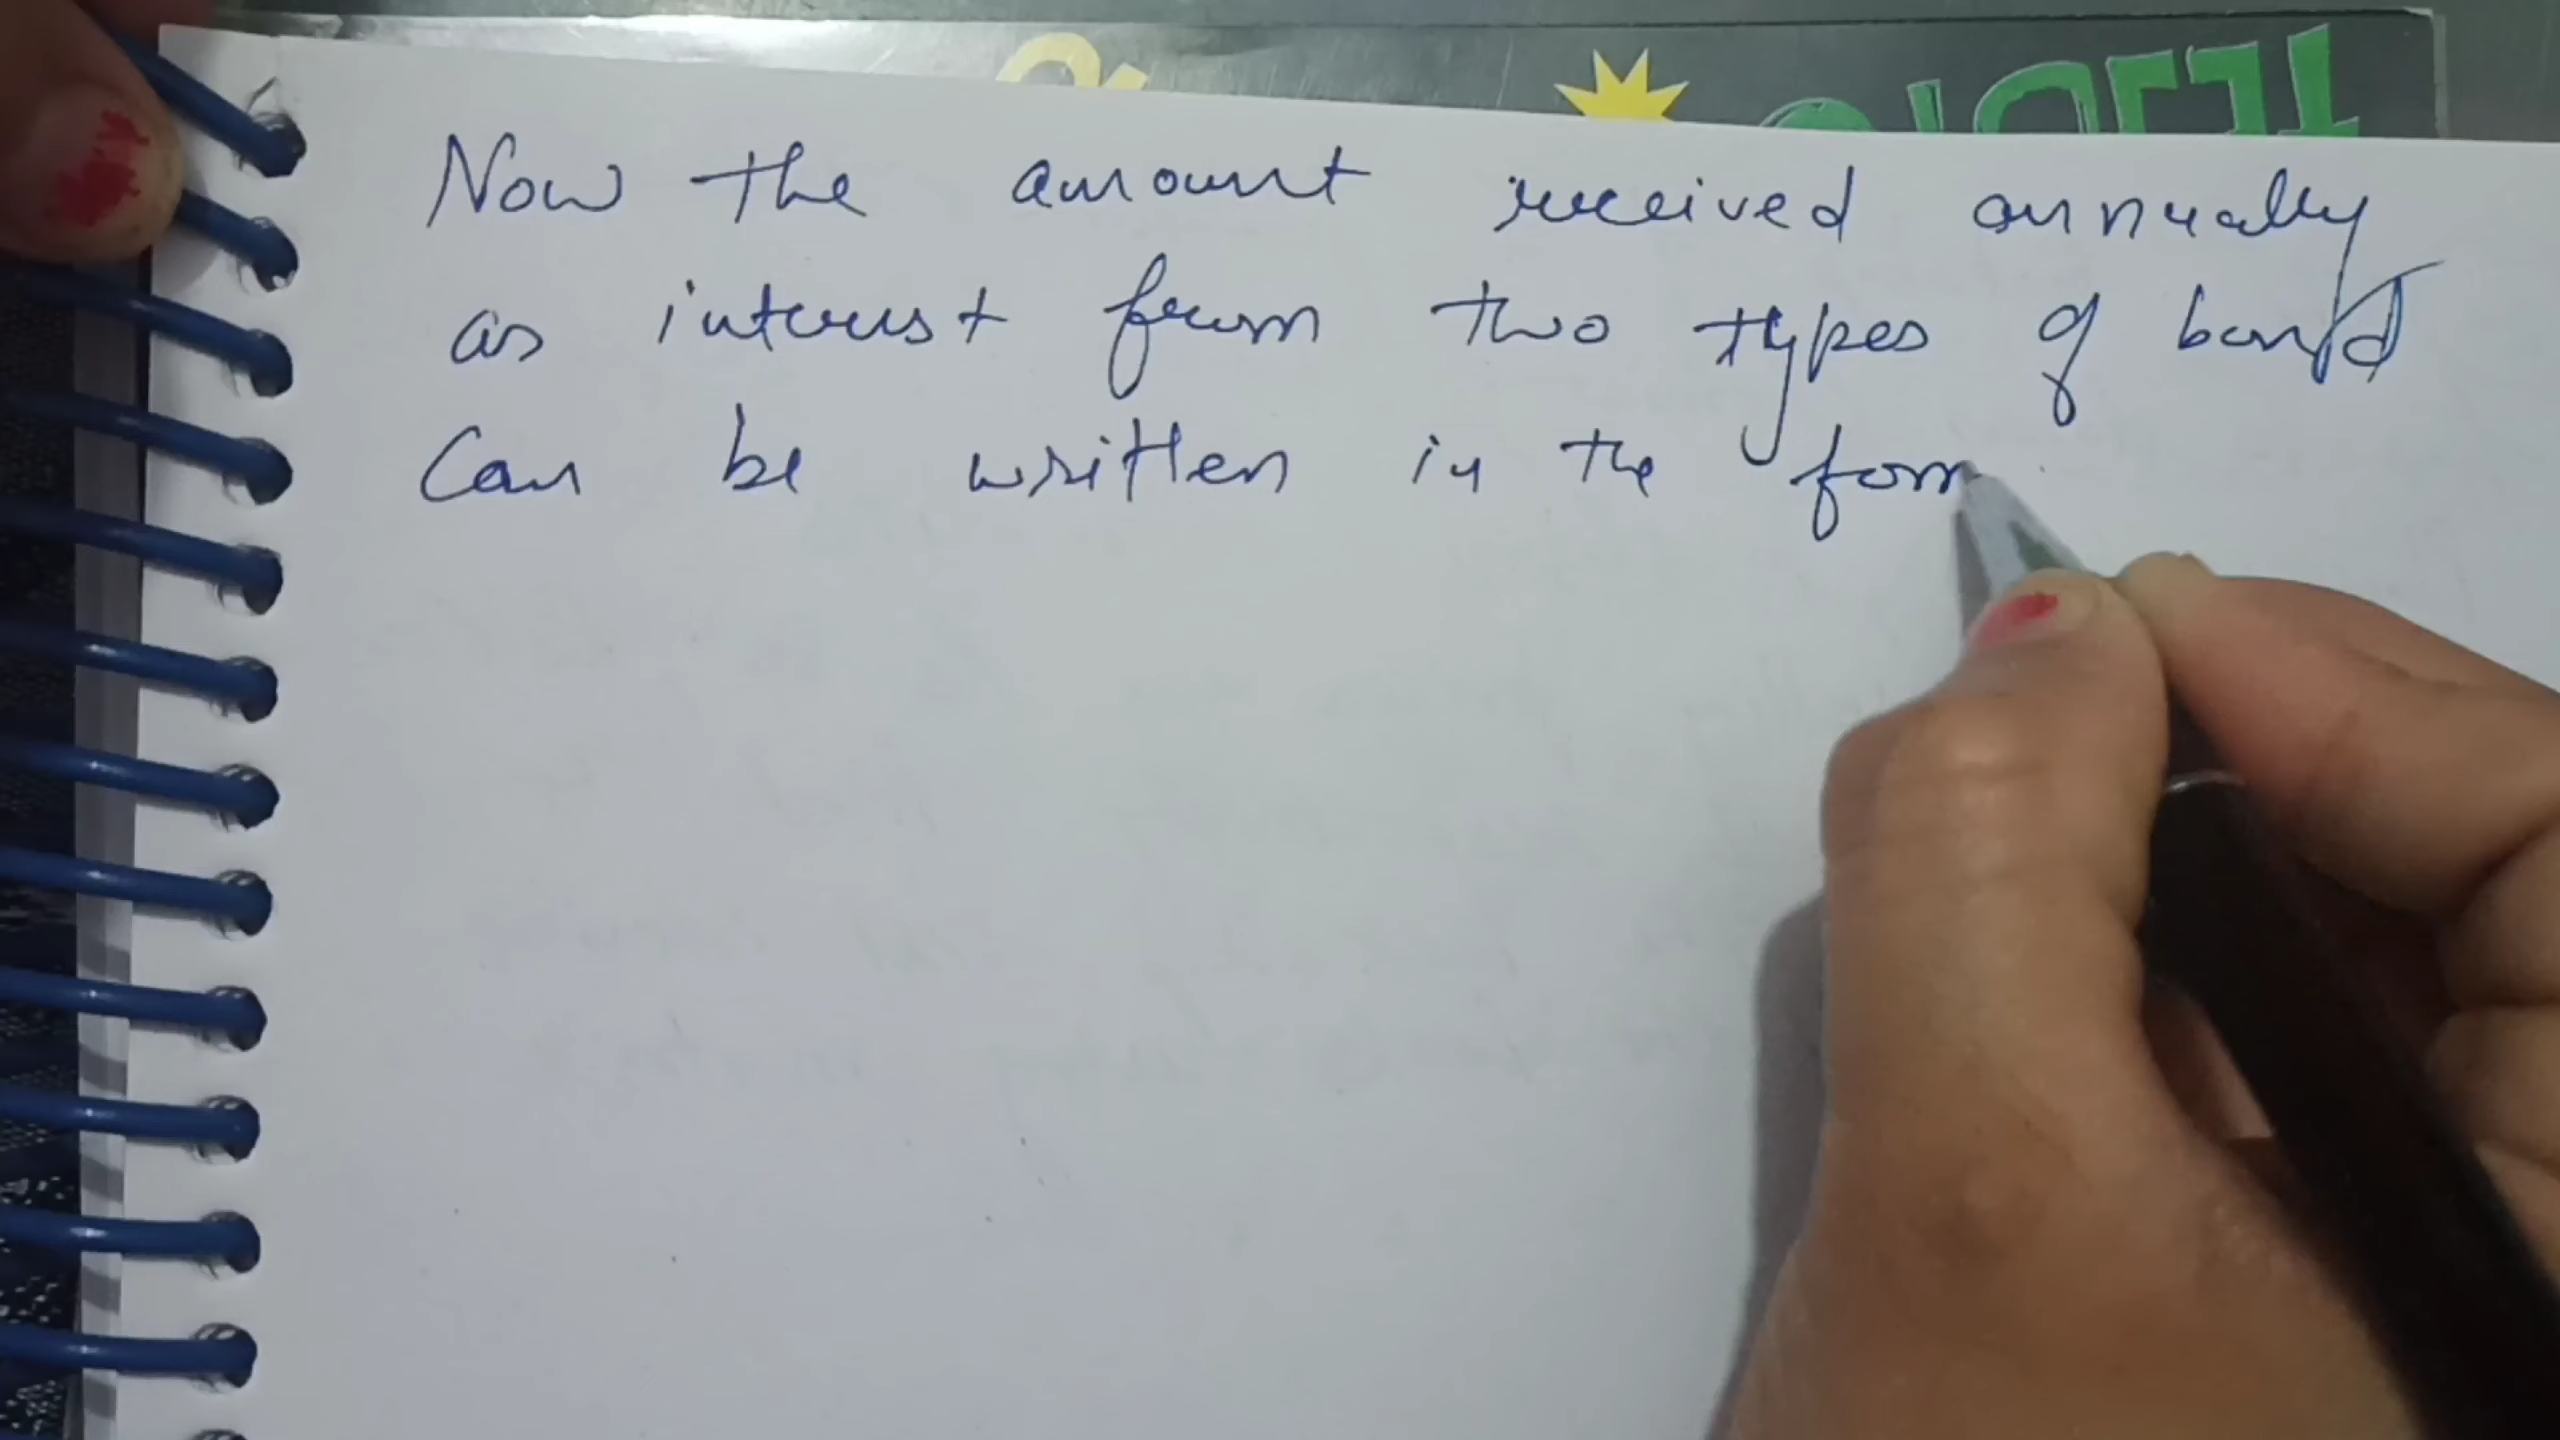 Now the amount received annually
as interest from two types of bond
Can be written in the form